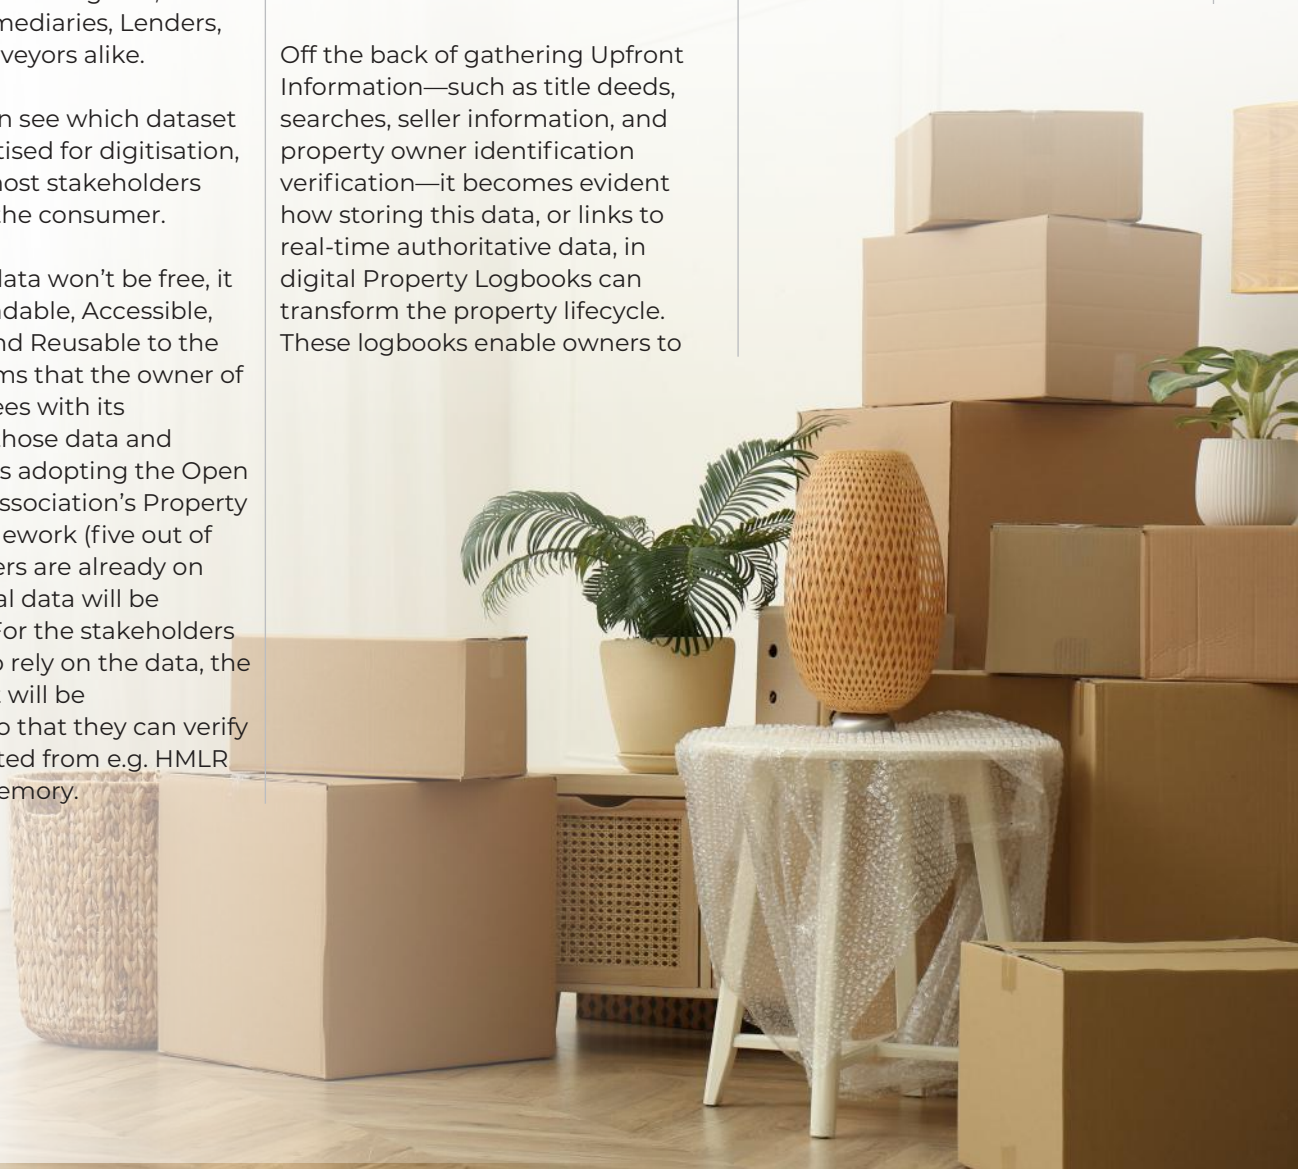 mediaries, Lenders,
veyors alike.
n see which dataset
tised for digitisation,
nost stakeholders
the consumer.
data won't be free, it
dable, Accessible,
nd Reusable to the
ms that the owner of
ees with its
those data and
s adopting the Open
ssociation's Property
ework (five out of
ers are already on
al data will be
For the stakeholders
o rely on the data, the
will be
o that they can verify
ted from e.g. HMLR
emory.
Off the back of gathering Upfront
Information—such as title deeds,
searches, seller information, and
property owner identification
verification—it becomes evident
how storing this data, or links to
real-time authoritative data, in
digital Property Logbooks can
transform the property lifecycle.
These logbooks enable owners to